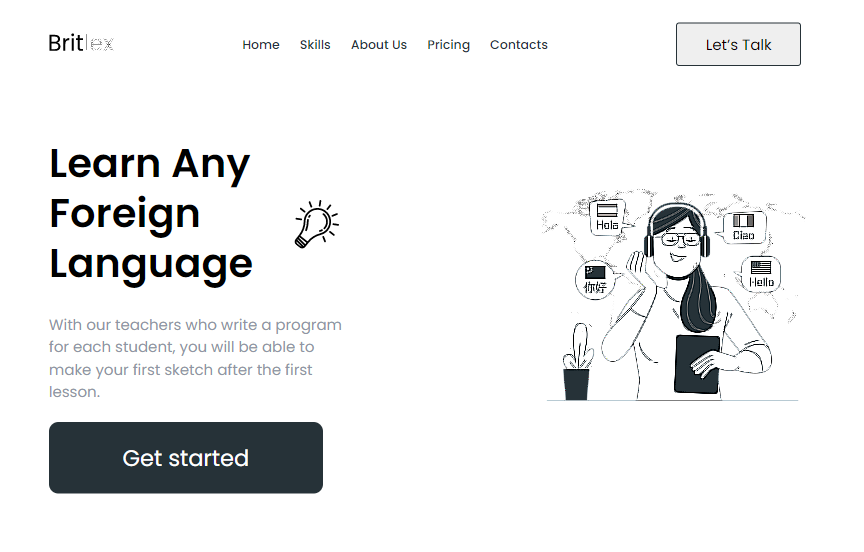 Britlex
Home Skills About Us Pricing Contacts
Let's Talk
Learn Any
Foreign
Language
With our teachers who write a program
for each student, you will be able to
make your first sketch after the first
lesson.
Get started
Hola
Ciao
你好
Hello